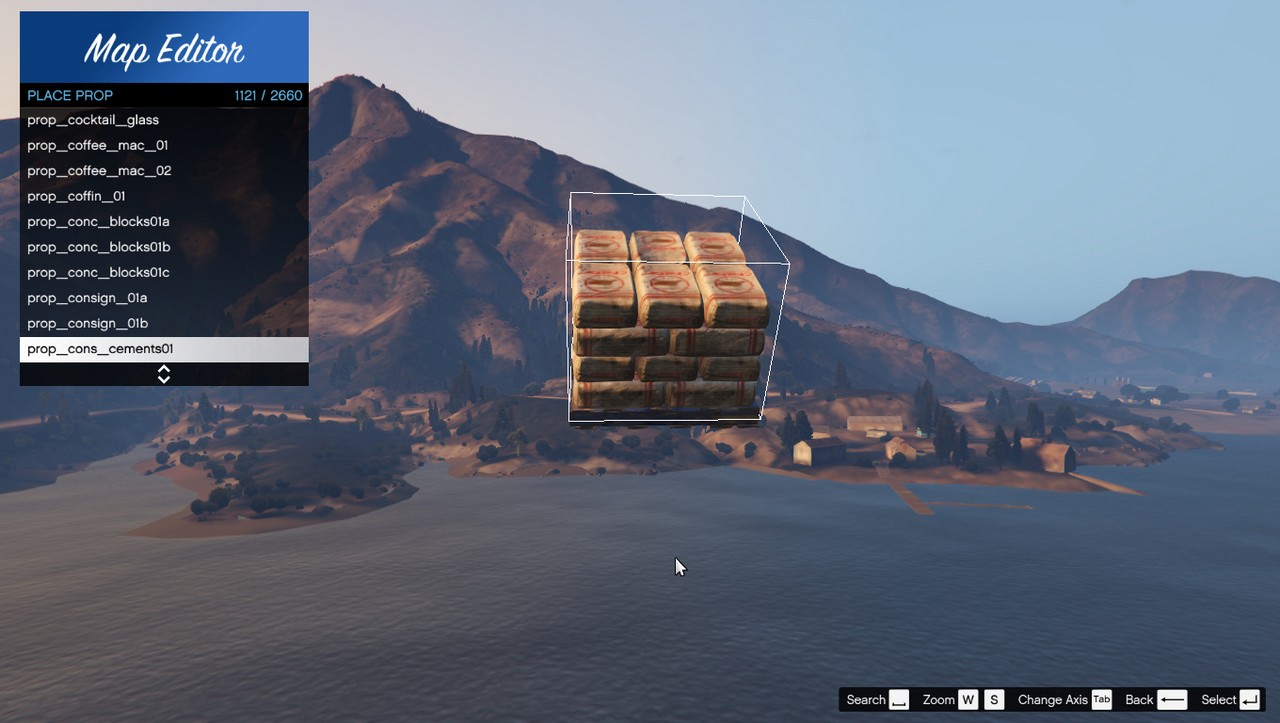 Map Editor
PLACE PROP 1121 / 2660
prop__cocktail__glass
prop__coffee__mac__01
prop__coffee__mac__02
prop__coffin__01
prop__conc__blocks01a
prop__conc__blocks01b
prop__conc__blocks01c
prop__consign__01a
prop__consign__01b
prop__cons__cements01
Search Zoom W S Change Axis Tab Back Select